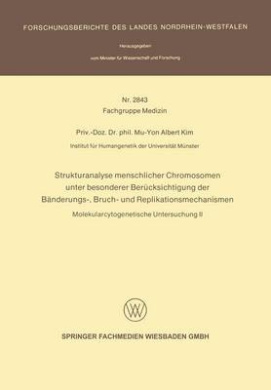 FORSCHUNGSBERICHTE DES LANDES NORDRHEIN-WESTFALEN
Herausgegeben
vom Minister für Wissenschaft und Forschung
Nr. 2843
Fachgruppe Medizin
Priv.-Doz. Dr. phil. Mu-Yon Albert Kim
Institut für Humangenetik der Universität Münster
Strukturanalyse menschlicher Chromosomen
unter besonderer Berücksichtigung der
Bänderungs-, Bruch- und Replikationsmechanismen
Molekularcytogenetische Untersuchung II
SPRINGER FACHMEDIEN WIESBADEN GMBH